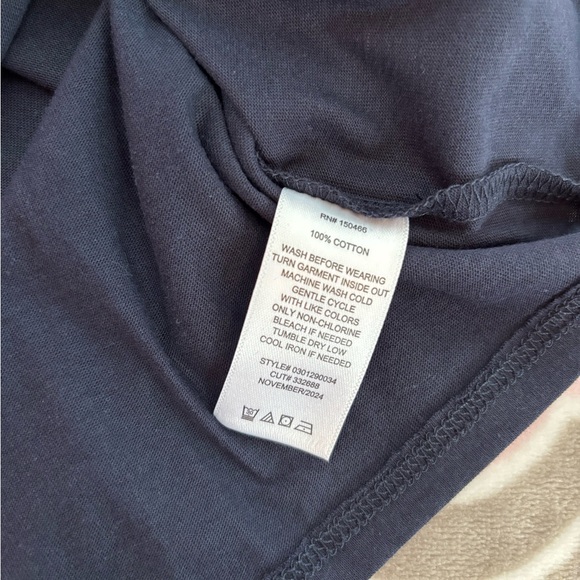 RN# 150466
100% COTTON
WASH BEFORE WEARING
TURN GARMENT INSIDE OUT
MACHINE WASH COLD
GENTLE CYCLE
WITH LIKE COLORS
ONLY NON-CHLORINE
BLEACH IF NEEDED
TUMBLE DRY LOW
COOL IRON IF NEEDED
STYLE# 0301290034
CUT# 332688
NOVEMBER/2024